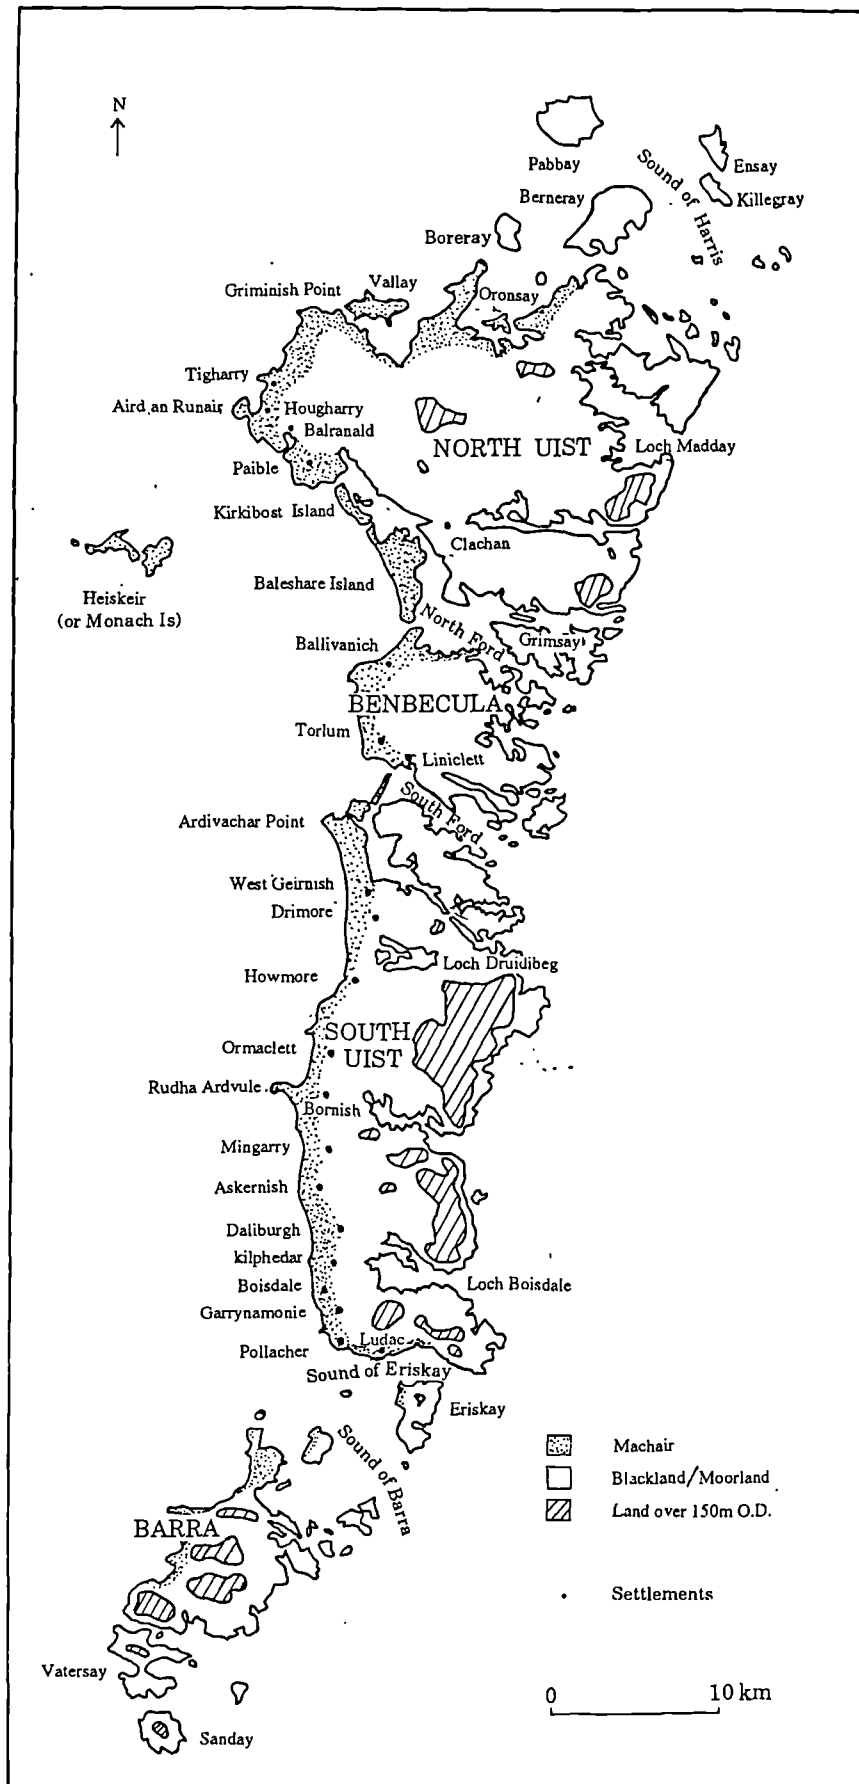 N
Pabbay
Ensay
Sound of Harris
Berneray
Killegray
Boreray
Vallay
Griminish Point
Oronsay
Tigharry
Aird an Runair
Hougharry
Balranald
NORTH UIST
Loch Madday
Paible
Kirkibost Island
Clachan
Baleshare Island
Heiskeir
(or Monach Is)
North Ford
Grimsay
Ballivanich
BENBECULA
Torlum
Liniclett
South Ford
Ardivachar Point
West Geirnish
Drimore
Loch Druidibeg
Howmore
SOUTH
UIST
Ormaclett
Rudha Ardvule
Bornish
Mingarry
Askernish
Daliburgh
kilphedar
Boisdale
Loch Boisdale
Garrynamonie
Pollacher
Ludac
Sound of Eriskay
Eriskay
Sound of Barra
Machair
Blackland/Moorland
Land over 150m O.D.
BARRA
Settlements
Vatersay
Sanday
0 10 km